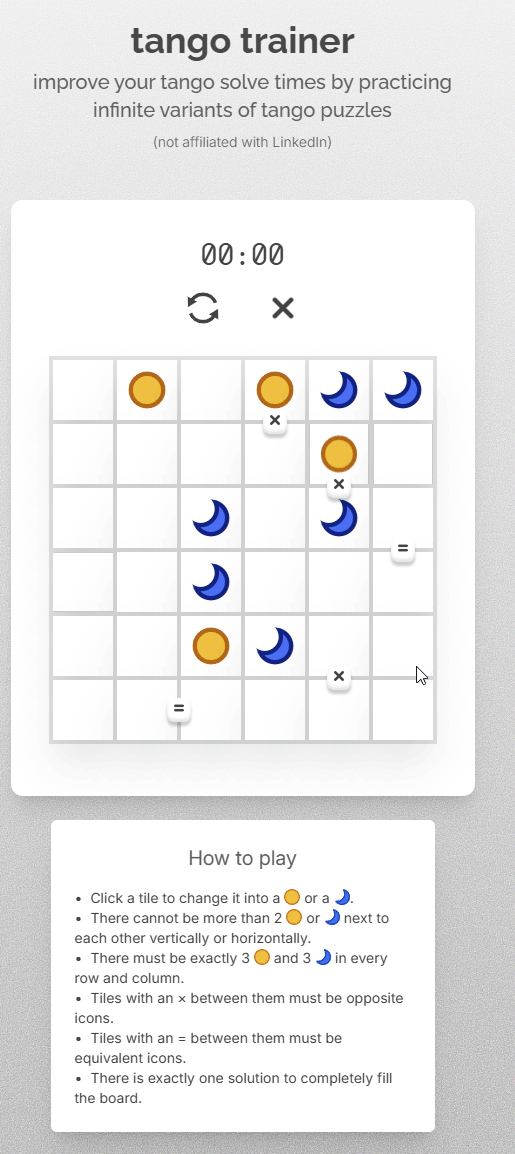 tango trainer
improve your tango solve times by practicing
infinite variants of tango puzzles
(not affiliated with LinkedIn)
00:00
×
×
=
×
=
How to play
• Click a tile to change it into a or a .
• There cannot be more than 2 or next to
each other vertically or horizontally.
• There must be exactly 3 and 3 in every
row and column.
• Tiles with an × between them must be opposite
icons.
• Tiles with an = between them must be
equivalent icons.
• There is exactly one solution to completely fill
the board.